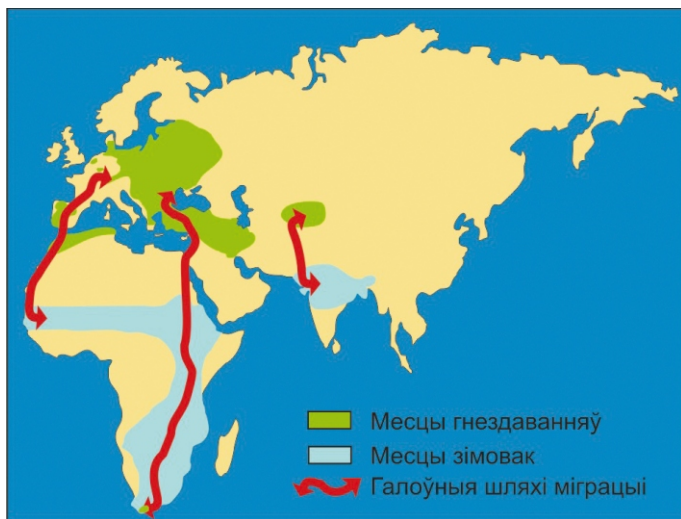 Месцы гнездаванняў
Месцы зімовак
Галоўныя шляхі міграцыі